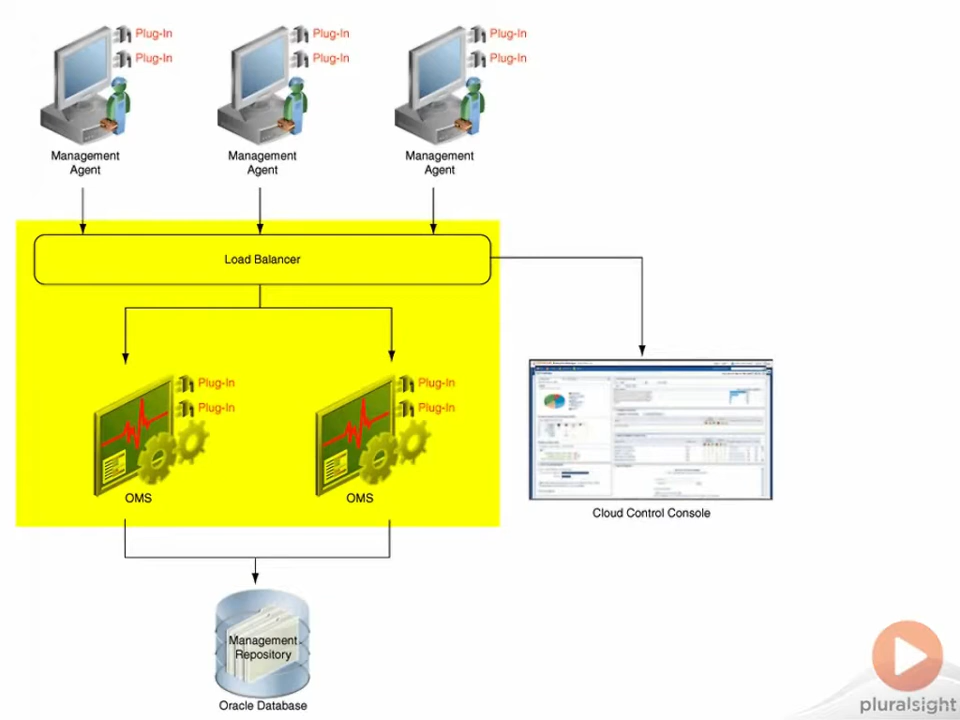 Plug-In
Plug-In
Plug-In
Plug-In
Plug-In
Plug-In
Management
Agent
Management
Agent
Management
Agent
Load Balancer
Plug-In
Plug-In
Plug-In
Plug-In
OMS
OMS
Cloud Control Console
Management
Repository
Oracle Database
pluralsight